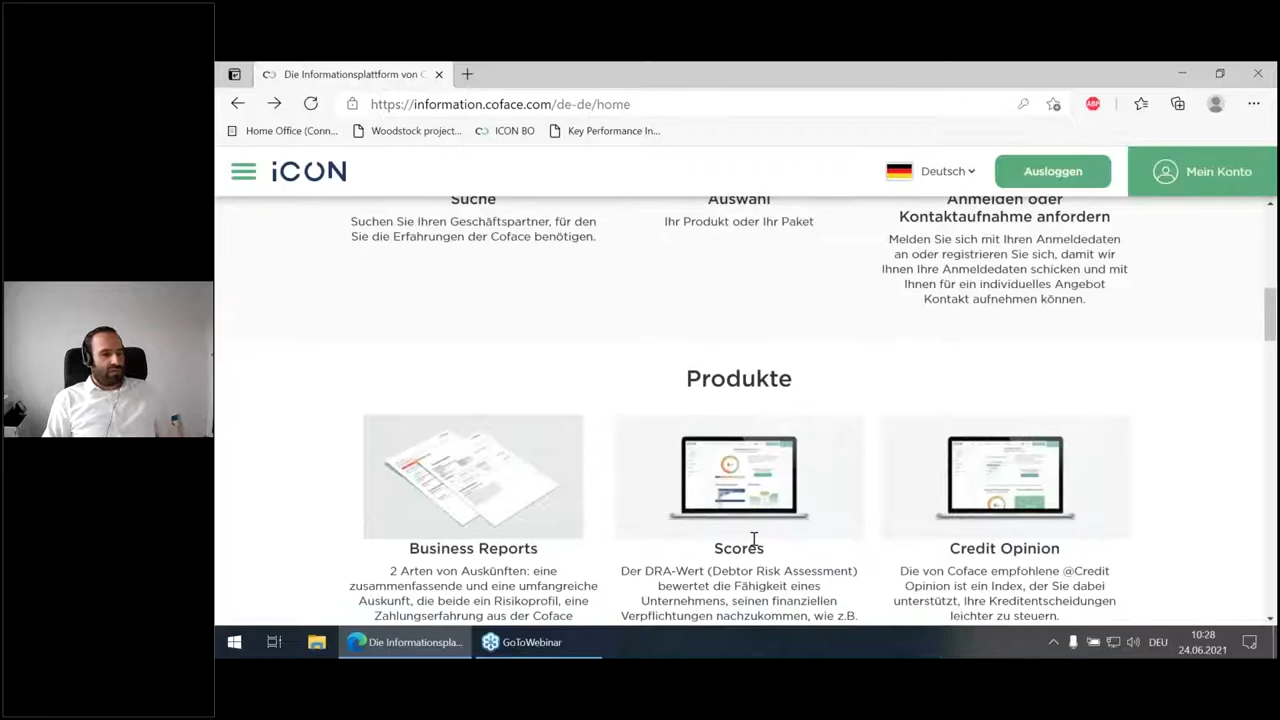 Die Informationsplattform von C
https://information.coface.com/de-de/home
Home Office (Conn...
Woodstock project...
ICON BO
Key Performance In...
iCON
Deutsch
Ausloggen
Mein Konto
Suche
Suchen Sie Ihren Geschäftspartner, für den
Sie die Erfahrungen der Coface benötigen.
Auswahl
Ihr Produkt oder Ihr Paket
Anmelden oder
Kontaktaufnahme anfordern
Melden Sie sich mit Ihren Anmeldedaten
an oder registrieren Sie sich, damit wir
Ihnen Ihre Anmeldedaten schicken und mit
Ihnen für ein individuelles Angebot
Kontakt aufnehmen können.
Produkte
Business Reports
2 Arten von Auskünften: eine
zusammenfassende und eine umfangreiche
Auskunft, die beide ein Risikoprofil, eine
Zahlungserfahrung aus der Coface
Scores
Der DRA-Wert (Debtor Risk Assessment)
bewertet die Fähigkeit eines
Unternehmens, seinen finanziellen
Verpflichtungen nachzukommen, wie z.B.
Credit Opinion
Die von Coface empfohlene @Credit
Opinion ist ein Index, der Sie dabei
unterstützt, Ihre Kreditentscheidungen
leichter zu steuern.
Die Informationspla...
GoToWebinar
DEU
10:28
24.06.2021
ABP